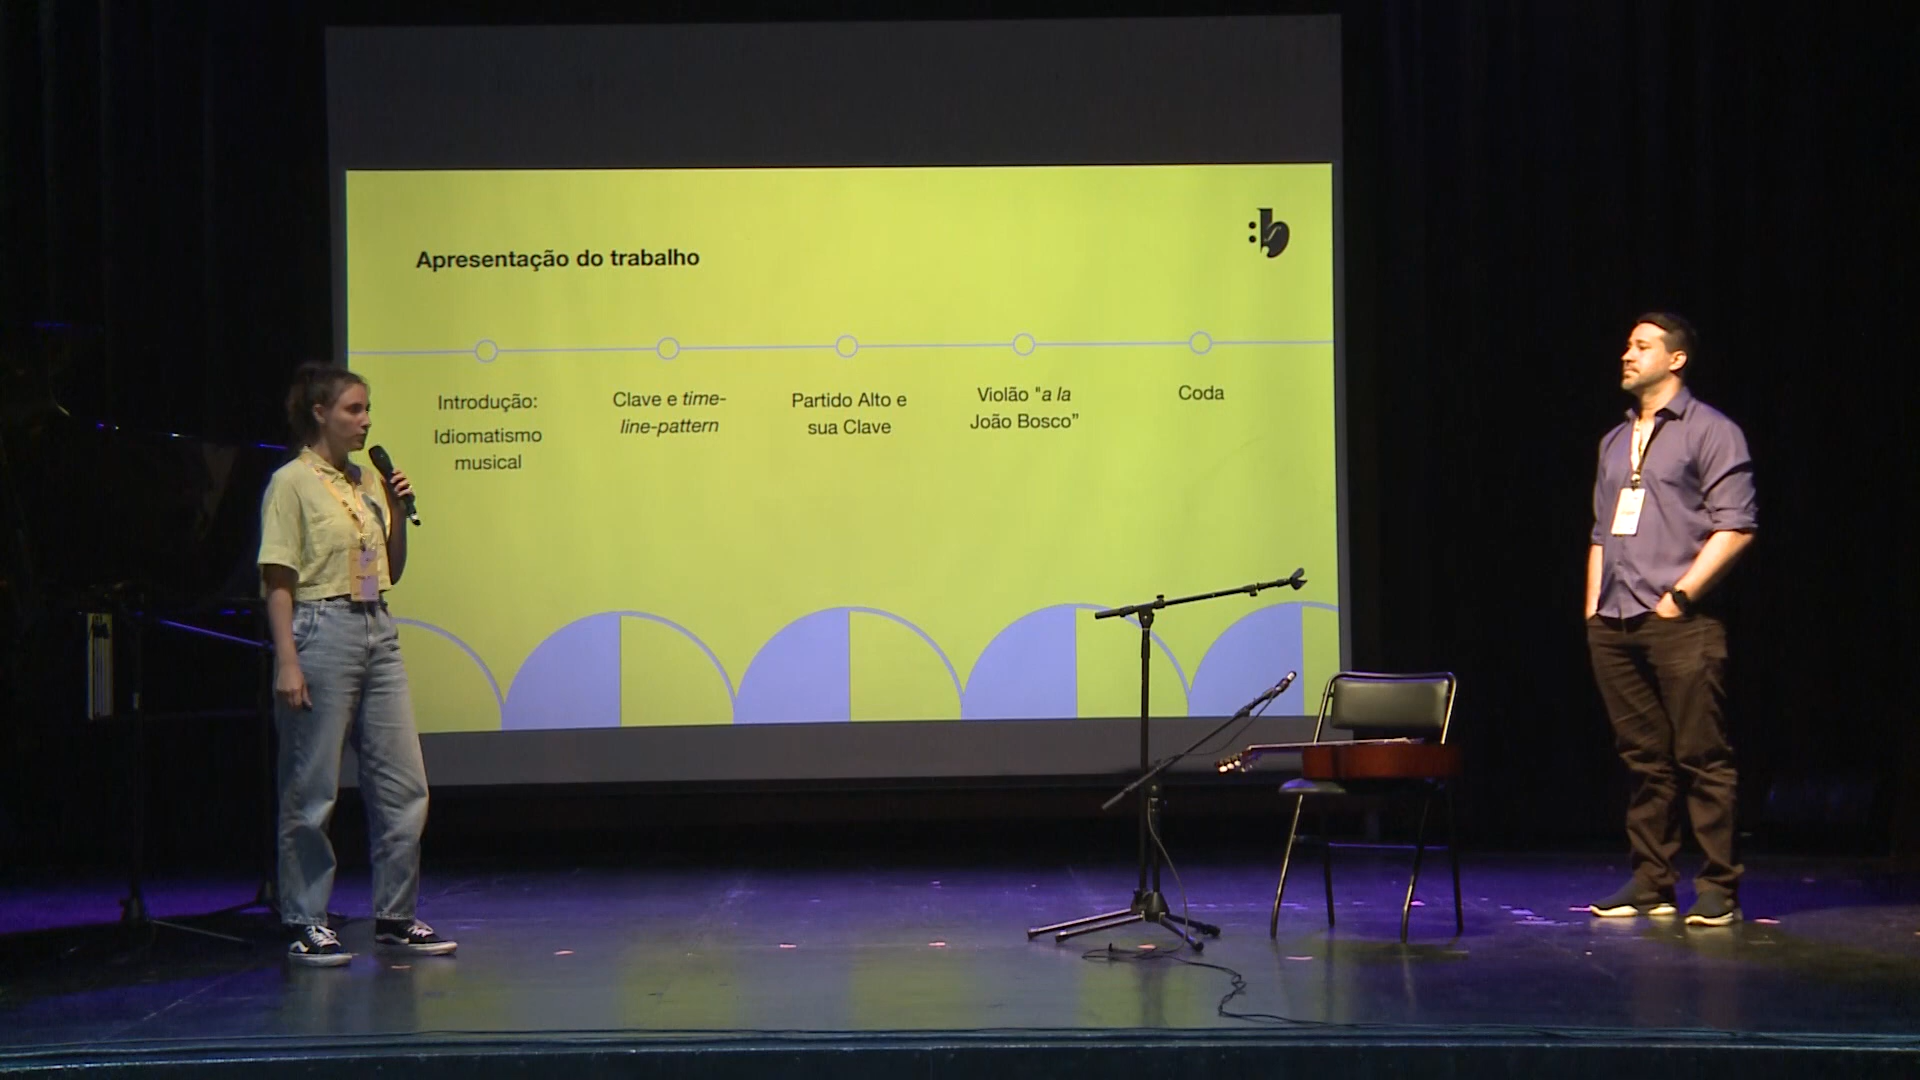 Apresentação do trabalho
Introdução:
Idiomatismo
musical
Clave e time-
line-pattern
Partido Alto e
sua Clave
Violão "a la
João Bosco”
Coda